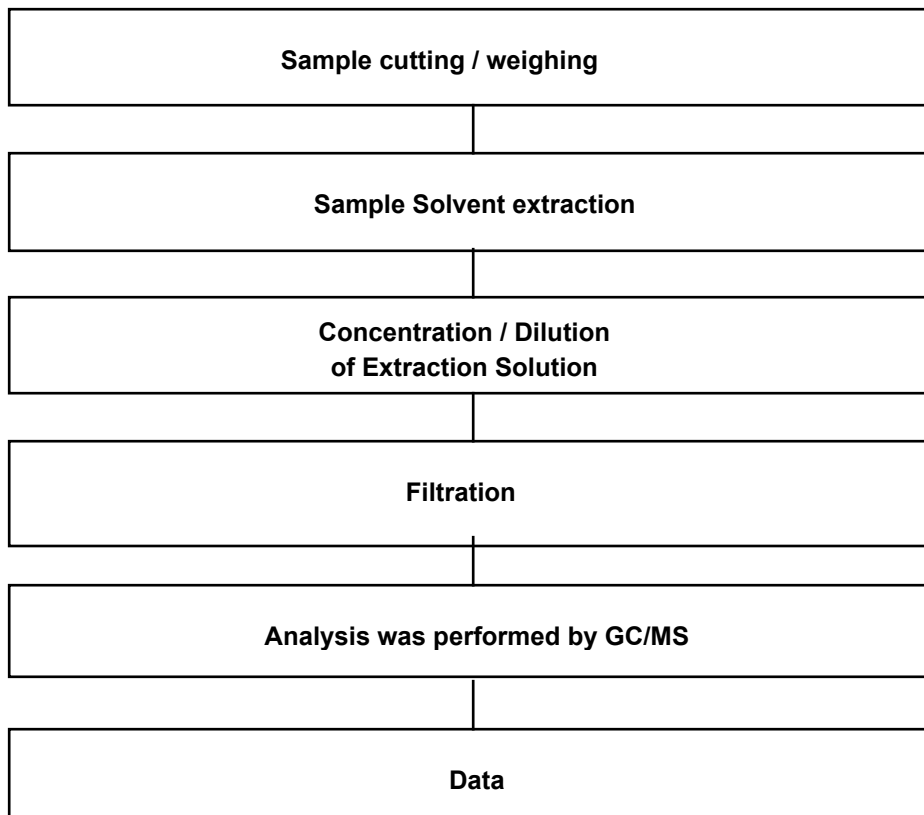 Sample cutting / weighing
Sample Solvent extraction
Concentration / Dilution
of Extraction Solution
Filtration
Analysis was performed by GC/MS
Data